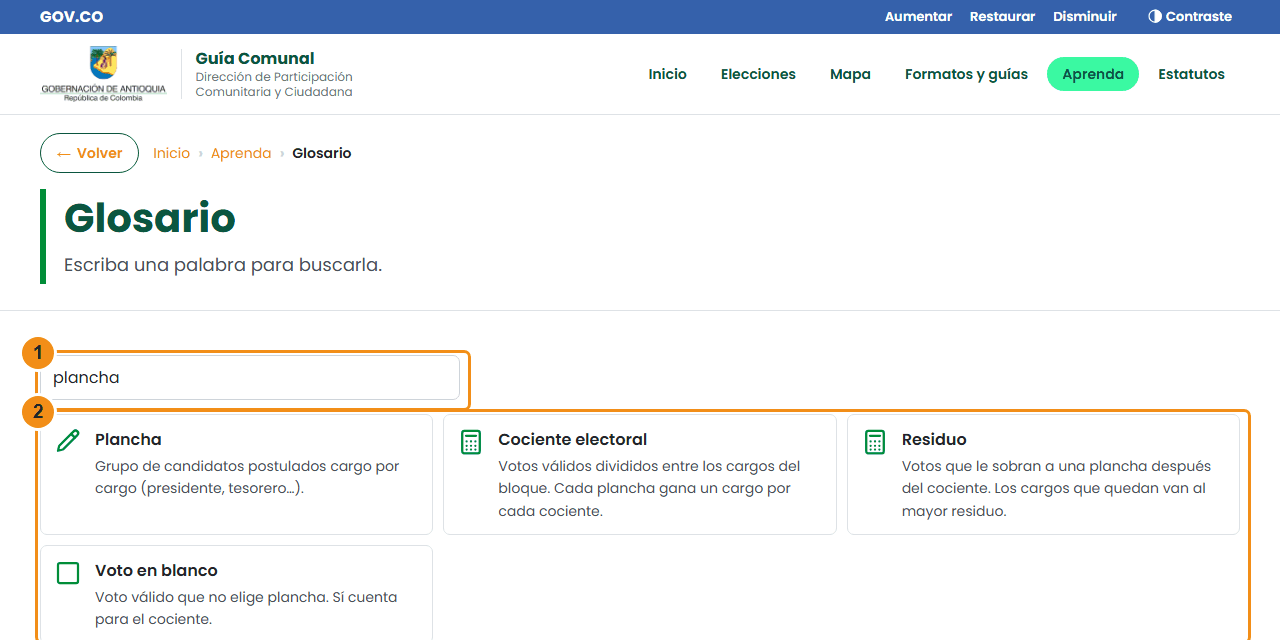 GOV.CO
Aumentar Restaurar Disminuir Contraste
GOBERNACIÓN DE ANTIOQUIA
República de Colombia
Guía Comunal
Dirección de Participación
Comunitaria y Ciudadana
Inicio Elecciones Mapa Formatos y guías Aprenda Estatutos
← Volver Inicio › Aprenda › Glosario
Glosario
Escriba una palabra para buscarla.
1
plancha
2
Plancha
Grupo de candidatos postulados cargo por
cargo (presidente, tesorero…).
Cociente electoral
Votos válidos divididos entre los cargos del
bloque. Cada plancha gana un cargo por
cada cociente.
Residuo
Votos que le sobran a una plancha después
del cociente. Los cargos que quedan van al
mayor residuo.
Voto en blanco
Voto válido que no elige plancha. Sí cuenta
para el cociente.